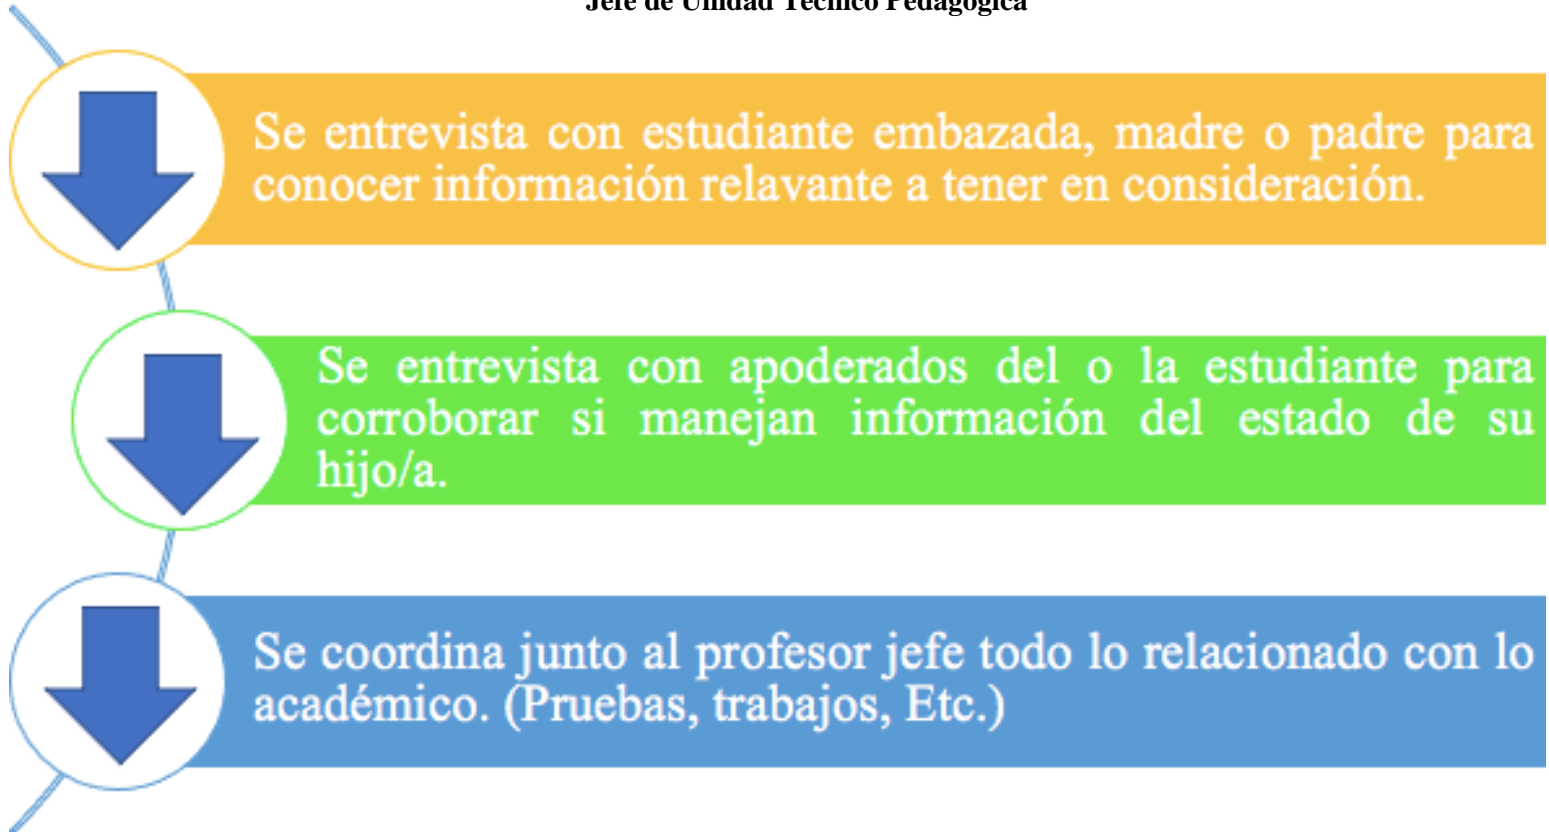 Jefe de Unidad Técnico Pedagógica
Se entrevista con estudiante embazada, madre o padre para
conocer información relavante a tener en consideración.
Se entrevista con apoderados del o la estudiante para
corroborar si manejan información del estado de su
hijo/a.
Se coordina junto al profesor jefe todo lo relacionado con lo
académico. (Pruebas, trabajos, Etc.)